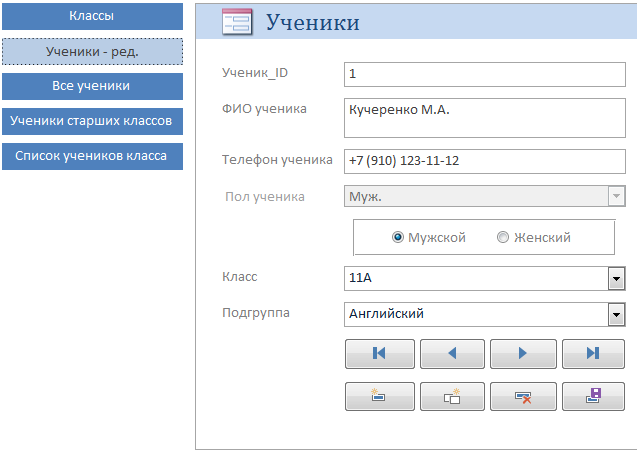 Классы
Ученики - ред.
Все ученики
Ученики старших классов
Список учеников класса
Ученики
Ученик_ID
1
ФИО ученика
Кучеренко М.А.
Телефон ученика
+7 (910) 123-11-12
Пол ученика
Муж.
Мужской
Женский
Класс
11А
Подгруппа
Английский